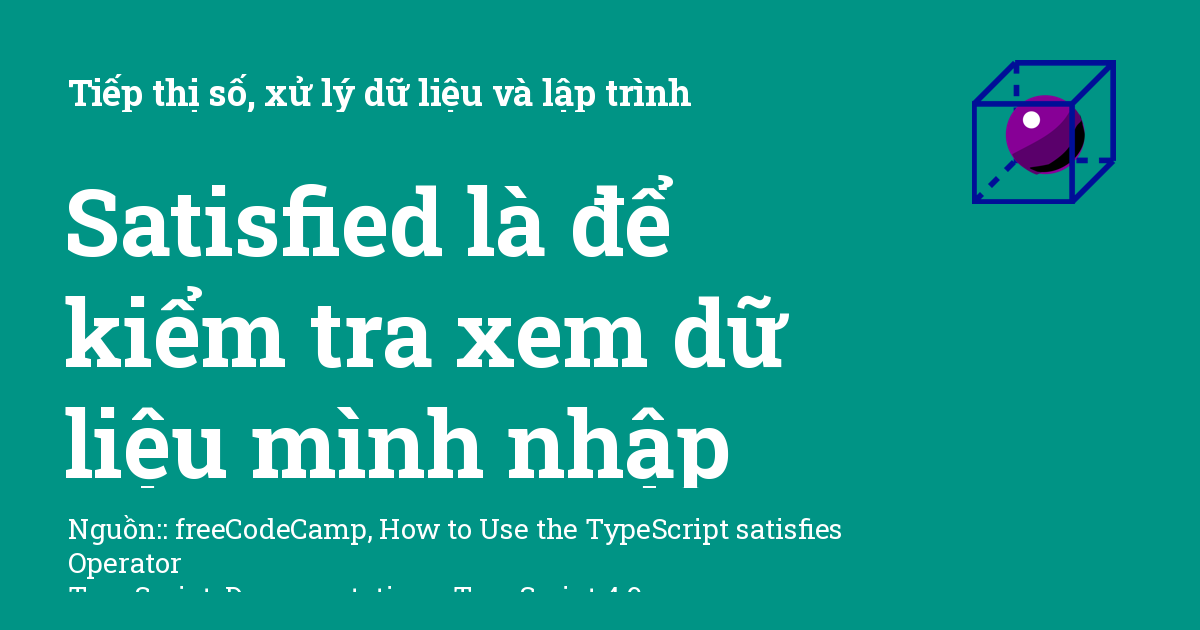 Tiếp thị số, xử lý dữ liệu và lập trình
Satisfied là để
kiểm tra xem dữ
liệu mình nhập
Nguồn:: freeCodeCamp, How to Use the TypeScript satisfies
Operator